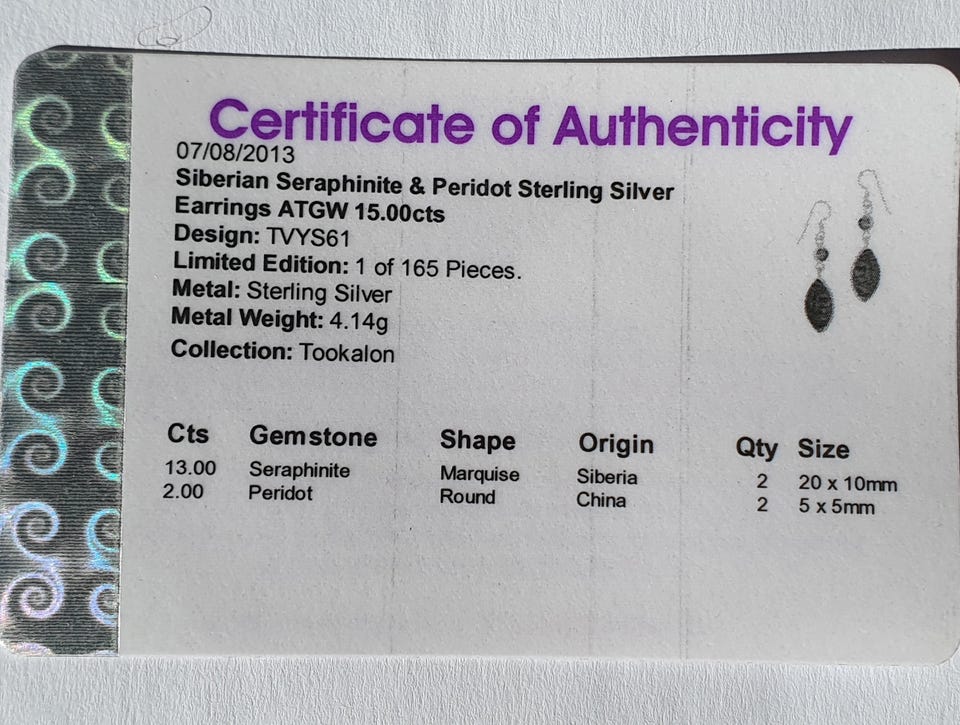 Certificate of Authenticity
07/08/2013
Siberian Seraphinite & Peridot Sterling Silver
Earrings ATGW 15.00cts
Design: TVYS61
Limited Edition: 1 of 165 Pieces.
Metal: Sterling Silver
Metal Weight: 4.14g
Collection: Tookalon
Cts Gemstone Shape Origin Qty Size
13.00 Seraphinite Marquise Siberia 2 20 x 10mm
2.00 Peridot Round China 2 5 x 5mm